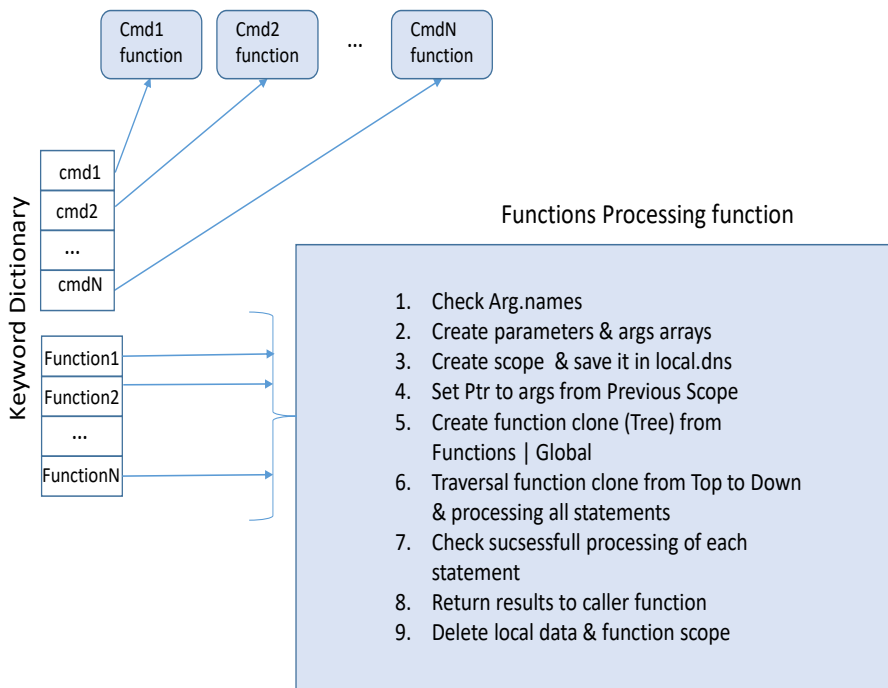 Cmd1
function
Cmd2
function
...
CmdN
function
Keyword Dictionary
cmd1
cmd2
...
cmdN
Function1
Function2
...
FunctionN
Functions Processing function
1. Check Arg.names
2. Create parameters & args arrays
3. Create scope & save it in local.dns
4. Set Ptr to args from Previous Scope
5. Create function clone (Tree) from
Functions | Global
6. Traversal function clone from Top to Down
& processing all statements
7. Check sucsessfull processing of each
statement
8. Return results to caller function
9. Delete local data & function scope